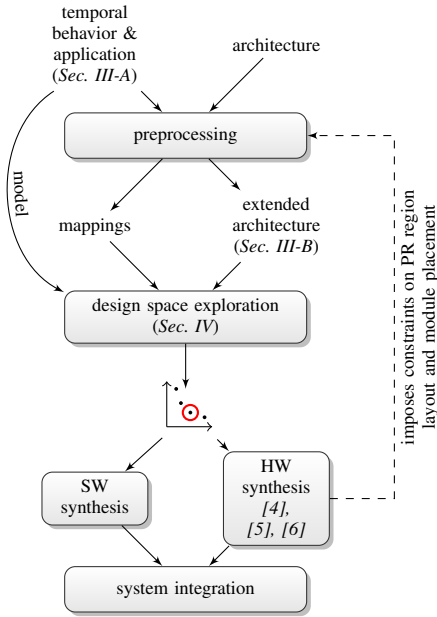 temporal
behavior &
application
(Sec. III-A)
architecture
preprocessing
model
mappings
extended
architecture
(Sec. III-B)
design space exploration
(Sec. IV)
imposes constraints on PR region
layout and module placement
SW
synthesis
HW
synthesis
[4],
[5], [6]
system integration